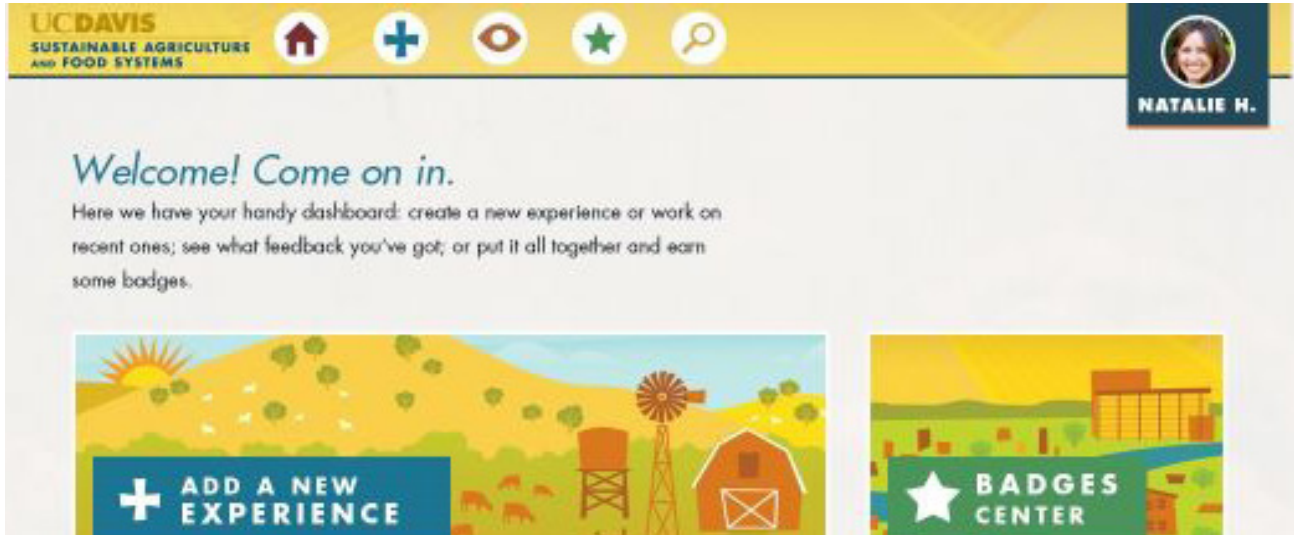 UCDAVIS
SUSTAINABLE AGRICULTURE
AND FOOD SYSTEMS
NATALIE H.
Welcome! Come on in.
Here we have your handy dashboard: create a new experience or work on
recent ones; see what feedback you've got; or put it all together and earn
some badges.
ADD A NEW
EXPERIENCE
BADGES
CENTER